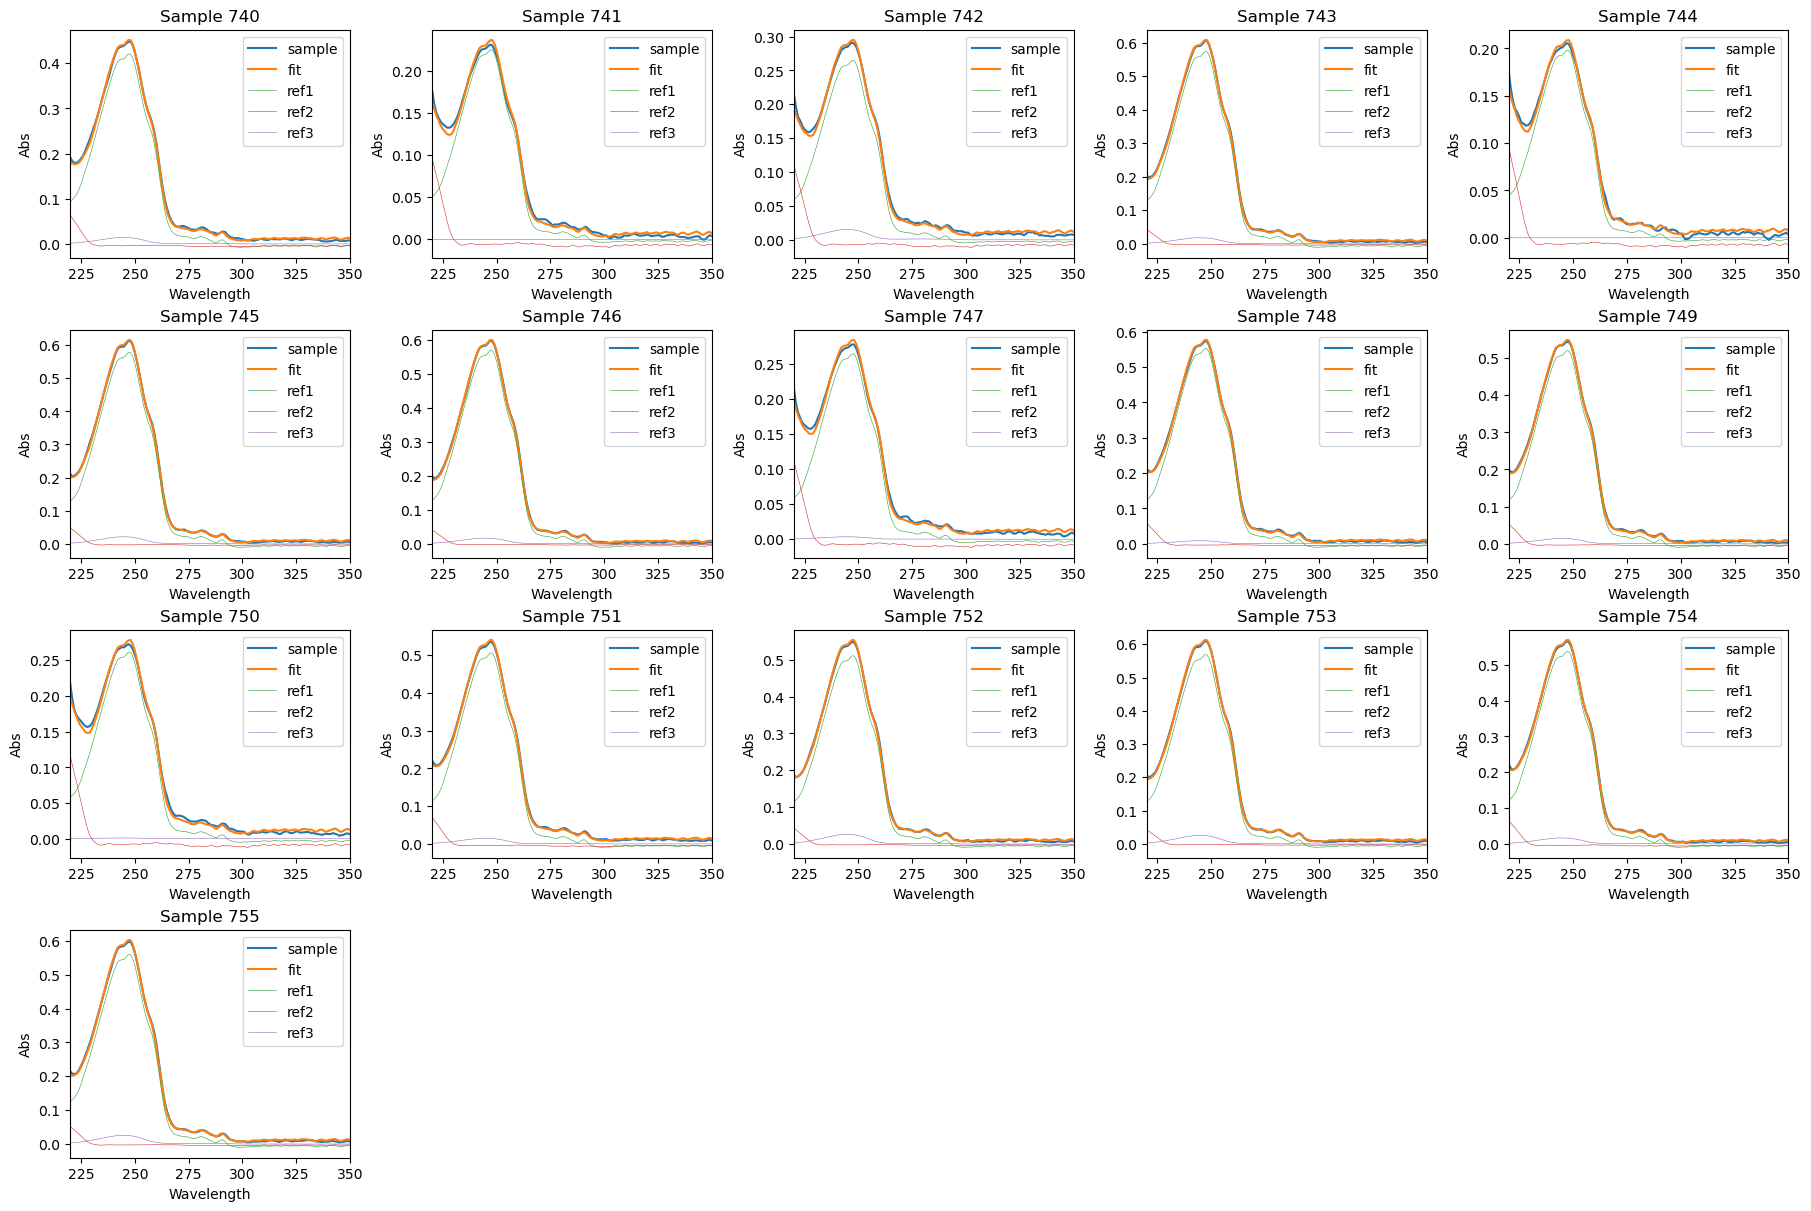 Sample 740
Abs
0.4
0.3
0.2
0.1
0.0
225 250 275 300 325 350
Wavelength
sample
fit
ref1
ref2
ref3
Sample 741
Abs
0.20
0.15
0.10
0.05
0.00
225 250 275 300 325 350
Wavelength
sample
fit
ref1
ref2
ref3
Sample 742
Abs
0.30
0.25
0.20
0.15
0.10
0.05
0.00
225 250 275 300 325 350
Wavelength
sample
fit
ref1
ref2
ref3
Sample 743
Abs
0.6
0.5
0.4
0.3
0.2
0.1
0.0
225 250 275 300 325 350
Wavelength
sample
fit
ref1
ref2
ref3
Sample 744
Abs
0.20
0.15
0.10
0.05
0.00
225 250 275 300 325 350
Wavelength
sample
fit
ref1
ref2
ref3
Sample 745
Abs
0.6
0.5
0.4
0.3
0.2
0.1
0.0
225 250 275 300 325 350
Wavelength
sample
fit
ref1
ref2
ref3
Sample 746
Abs
0.6
0.5
0.4
0.3
0.2
0.1
0.0
225 250 275 300 325 350
Wavelength
sample
fit
ref1
ref2
ref3
Sample 747
Abs
0.25
0.20
0.15
0.10
0.05
0.00
225 250 275 300 325 350
Wavelength
sample
fit
ref1
ref2
ref3
Sample 748
Abs
0.6
0.5
0.4
0.3
0.2
0.1
0.0
225 250 275 300 325 350
Wavelength
sample
fit
ref1
ref2
ref3
Sample 749
Abs
0.5
0.4
0.3
0.2
0.1
0.0
225 250 275 300 325 350
Wavelength
sample
fit
ref1
ref2
ref3
Sample 750
Abs
0.25
0.20
0.15
0.10
0.05
0.00
225 250 275 300 325 350
Wavelength
sample
fit
ref1
ref2
ref3
Sample 751
Abs
0.5
0.4
0.3
0.2
0.1
0.0
225 250 275 300 325 350
Wavelength
sample
fit
ref1
ref2
ref3
Sample 752
Abs
0.5
0.4
0.3
0.2
0.1
0.0
225 250 275 300 325 350
Wavelength
sample
fit
ref1
ref2
ref3
Sample 753
Abs
0.6
0.5
0.4
0.3
0.2
0.1
0.0
225 250 275 300 325 350
Wavelength
sample
fit
ref1
ref2
ref3
Sample 754
Abs
0.5
0.4
0.3
0.2
0.1
0.0
225 250 275 300 325 350
Wavelength
sample
fit
ref1
ref2
ref3
Sample 755
Abs
0.6
0.5
0.4
0.3
0.2
0.1
0.0
225 250 275 300 325 350
Wavelength
sample
fit
ref1
ref2
ref3